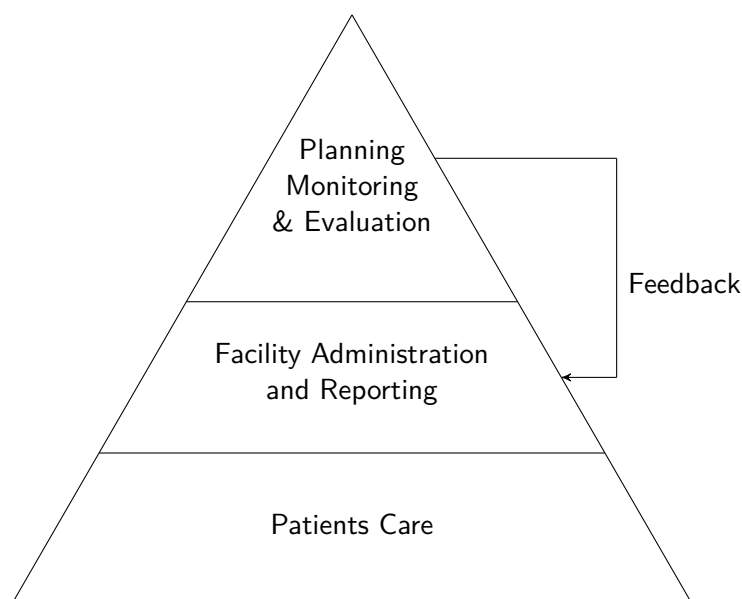 Planning
Monitoring
& Evaluation
Feedback
Facility Administration
and Reporting
Patients Care